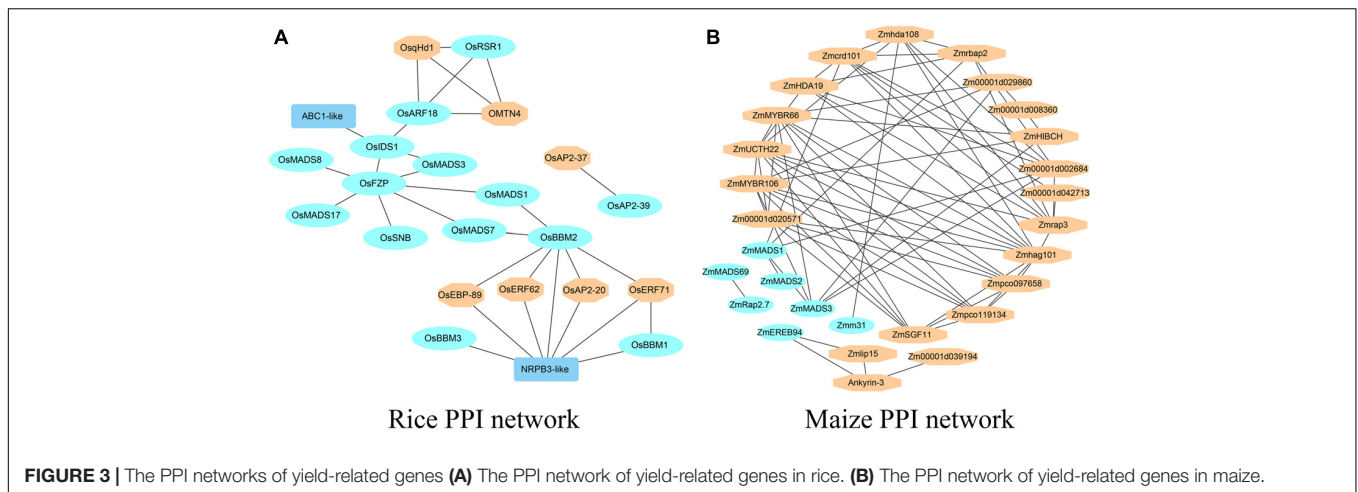 A
OsqHd1
OsRSR1
ABC1-like
OsARF18
OMTN4
OsIDS1
OsMADS8
OsMADS3
OsAP2-37
OsFZP
OsMADS1
OsAP2-39
OsMADS17
OsSNB
OsMADS7
OsBBM2
OsEBP-89
OsERF62
OsAP2-20
OsERF71
OsBBM3
OsBBM1
NRPB3-like
Rice PPI network
B
Zmhda108
Zmcrd101
Zmrbap2
ZmHDA19
Zm00001d029860
Zm00001d008360
ZmMYBR66
ZmHIBCH
ZmUCTH22
Zm00001d002684
ZmMYBR106
Zm00001d042713
Zm00001d020571
Zmrap3
ZmMADS1
Zmhag101
ZmMADS69
ZmMADS2
Zmpco097658
ZmRap2.7
ZmMADS3
Zmpco119134
Zmm31
ZmEREB94
ZmSGF11
Zmlip15
Zm00001d039194
Ankyrin-3
Maize PPI network
FIGURE 3 | The PPI networks of yield-related genes (A) The PPI network of yield-related genes in rice. (B) The PPI network of yield-related genes in maize.